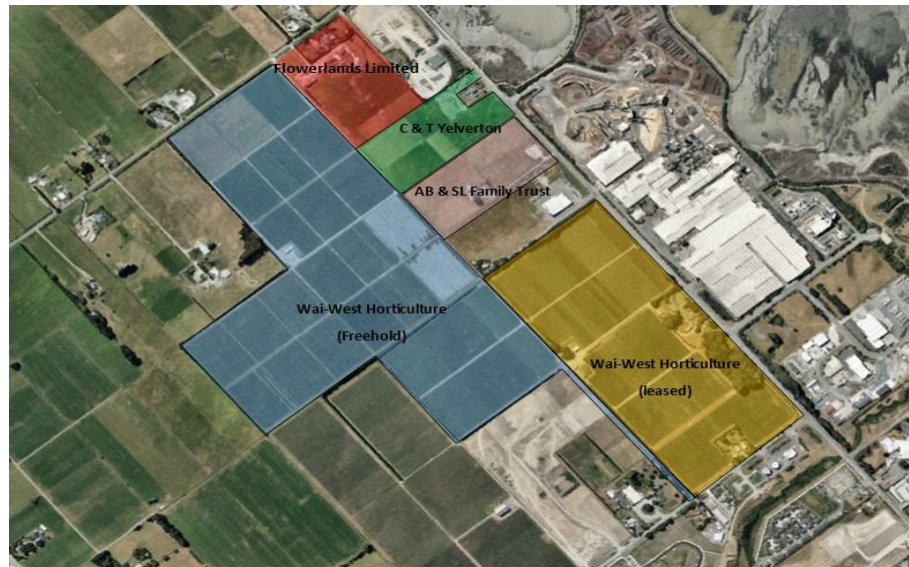 Flowerlands Limited
C & T Yelverton
AB & SL Family Trust
Wai-West Horticulture
(Freehold)
Wai-West Horticulture
(leased)